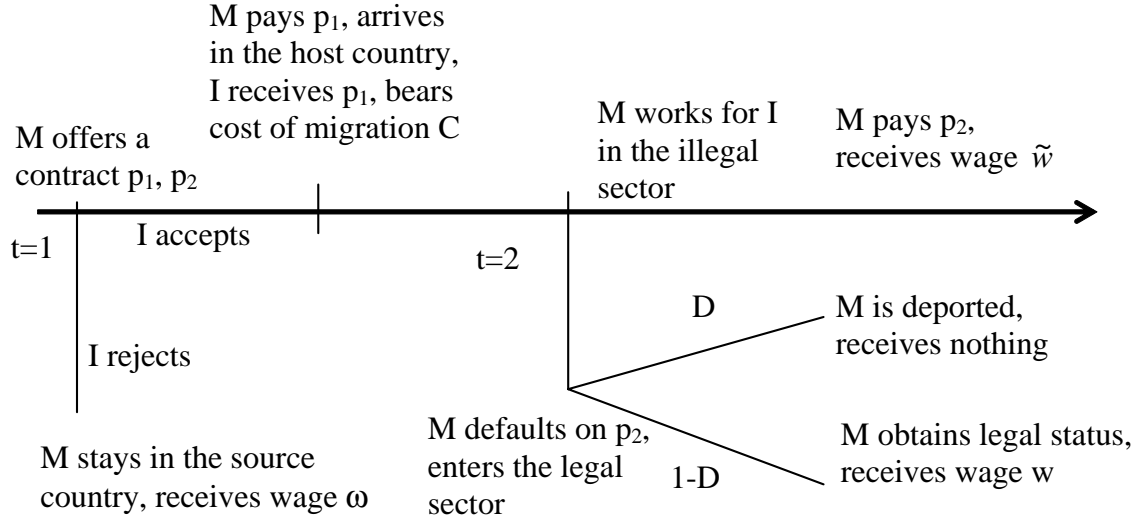 M pays p₁, arrives
in the host country,
I receives p₁, bears
cost of migration C
M offers a
contract p₁, p₂
M works for I
in the illegal
sector
M pays p₂,
receives wage w̃
t=1
I accepts
t=2
I rejects
D
M is deported,
receives nothing
M stays in the source
country, receives wage ω
M defaults on p₂,
enters the legal
sector
1-D
M obtains legal status,
receives wage w